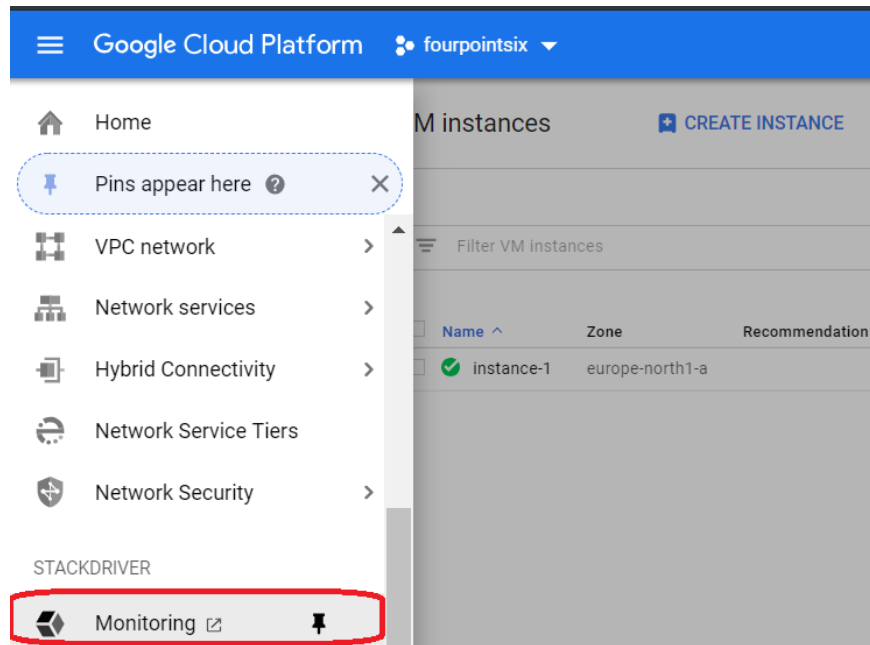 Google Cloud Platform fourpointsix
Home
Pins appear here
VPC network
Network services
Hybrid Connectivity
Network Service Tiers
Network Security
STACKDRIVER
Monitoring
M instances CREATE INSTANCE
Filter VM instances
Name Zone Recommendation
instance-1 europe-north1-a